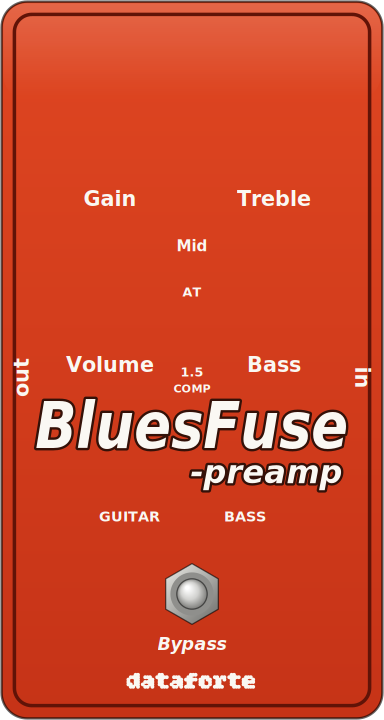 Gain Treble
Mid
AT
Volume Bass
1.5
COMP
out
in
BluesFuse
-preamp
GUITAR BASS
Bypass
dataforte